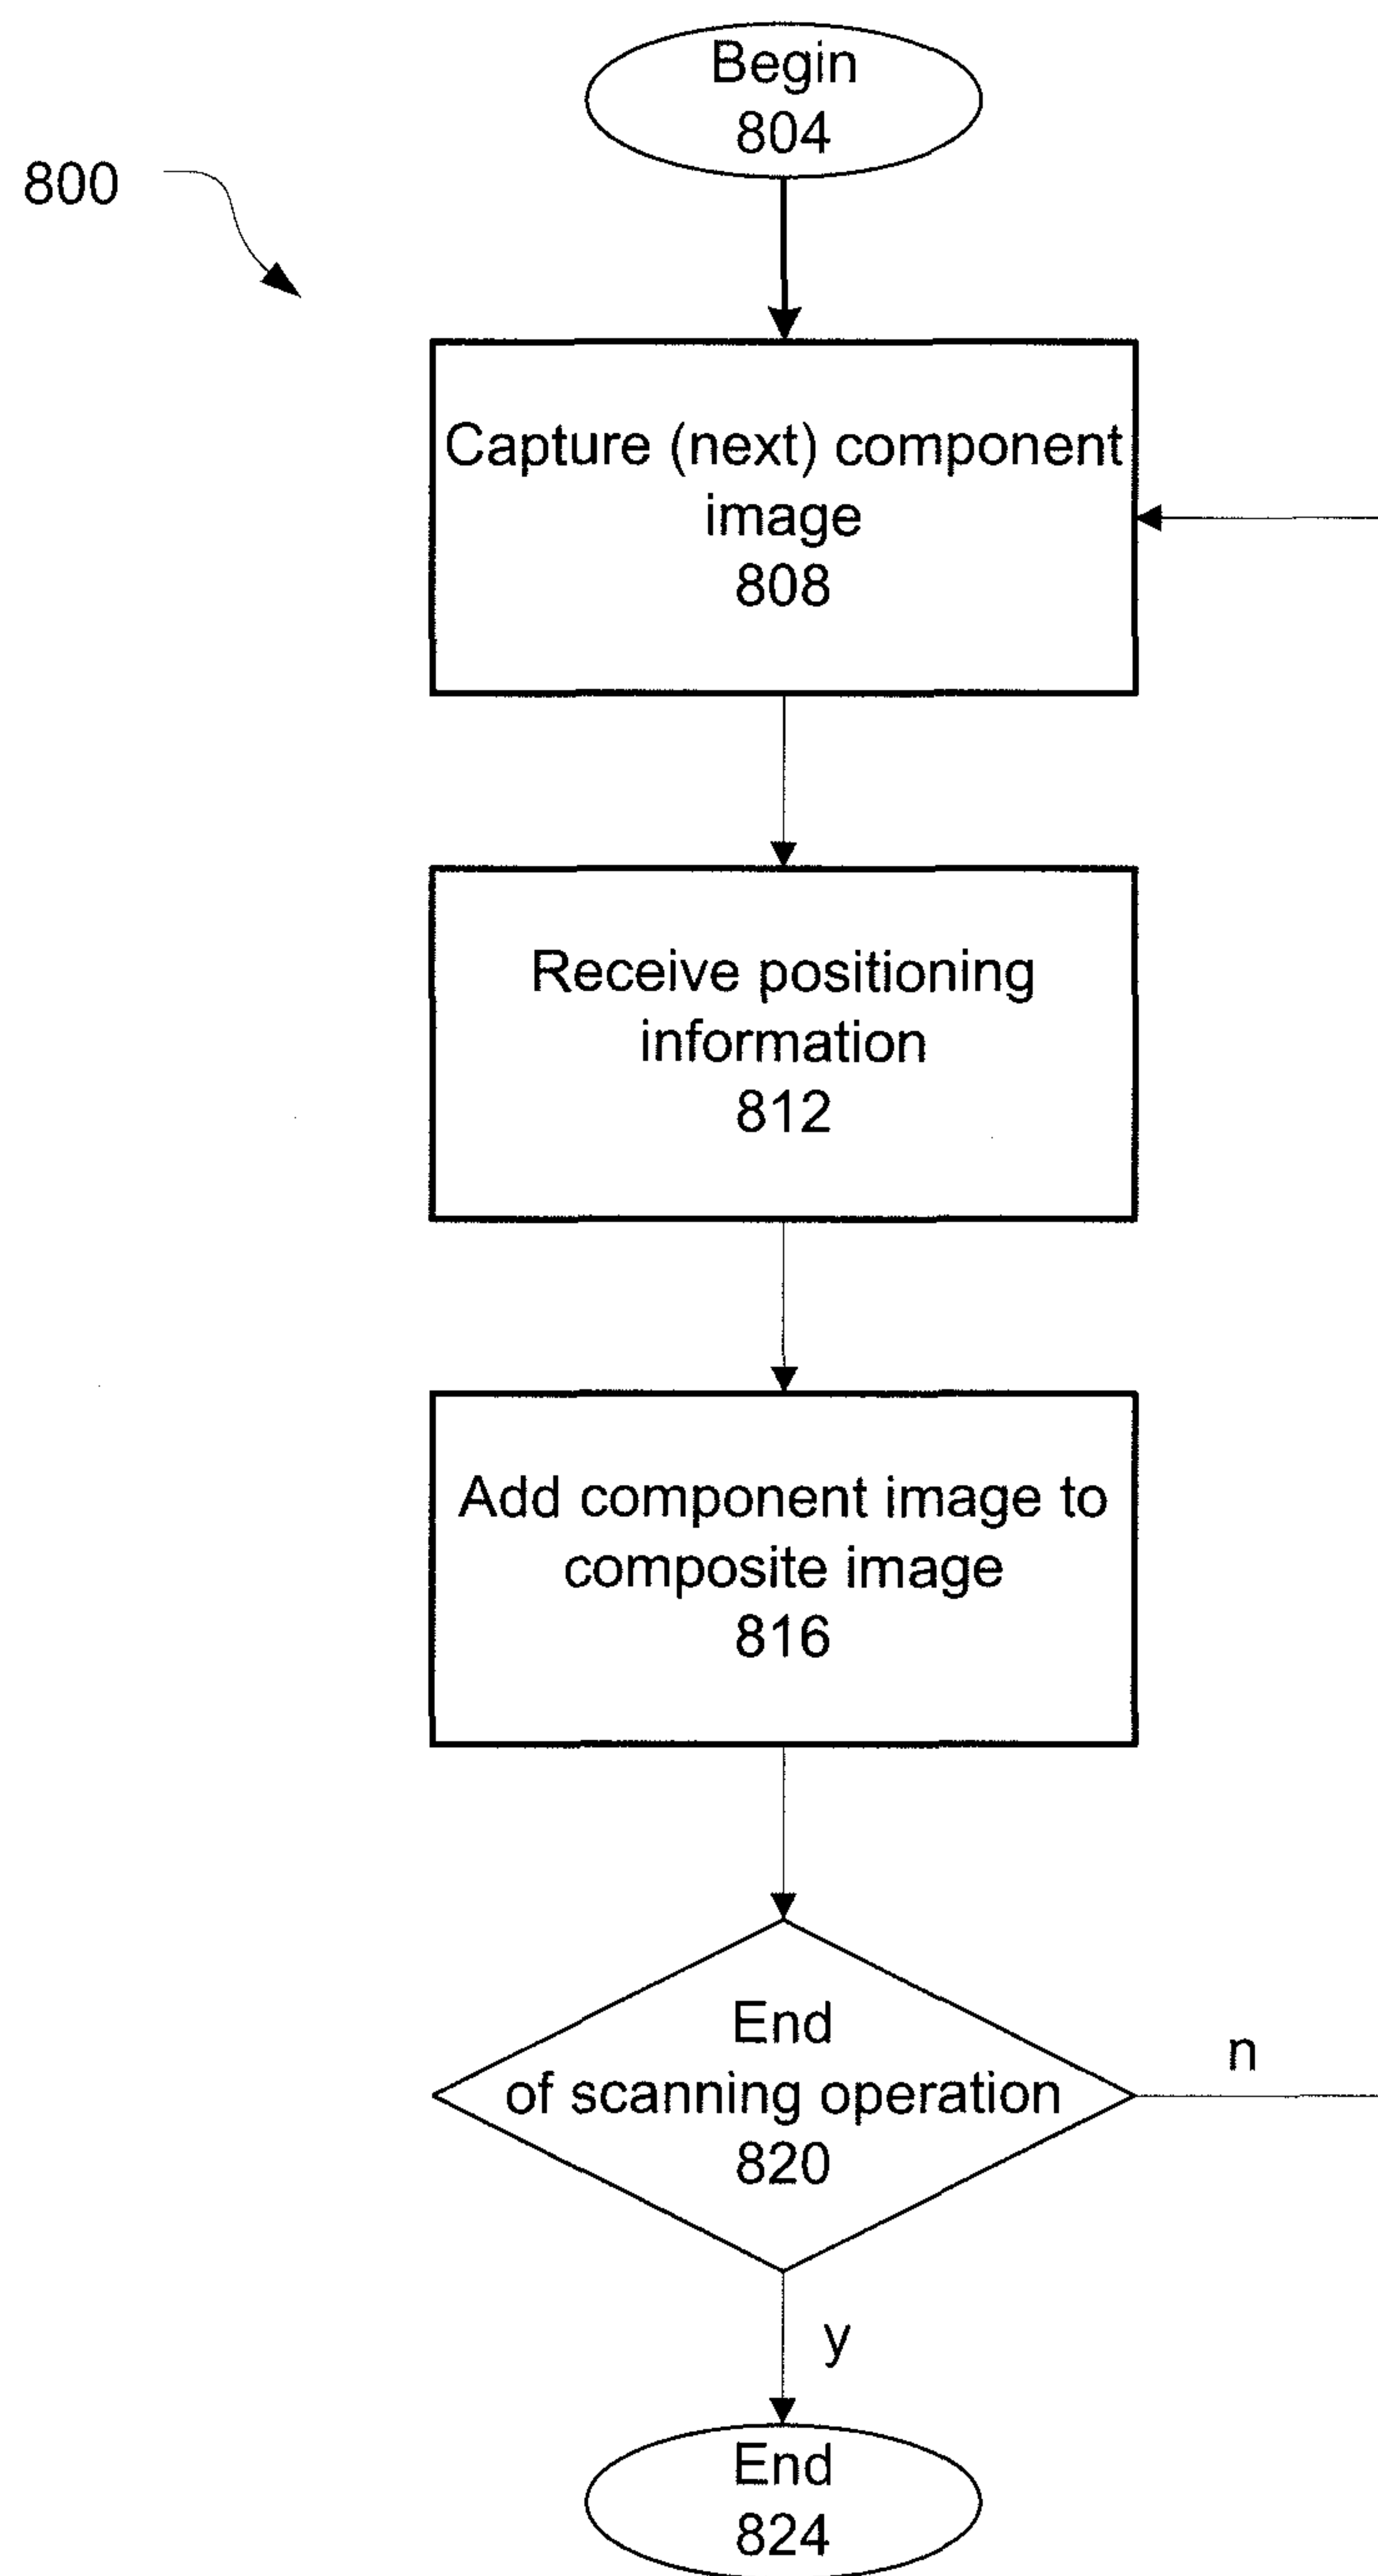 Begin
804
800
Capture (next) component
image
808
Receive positioning
information
812
Add component image to
composite image
816
End
of scanning operation
820
n
y
End
824